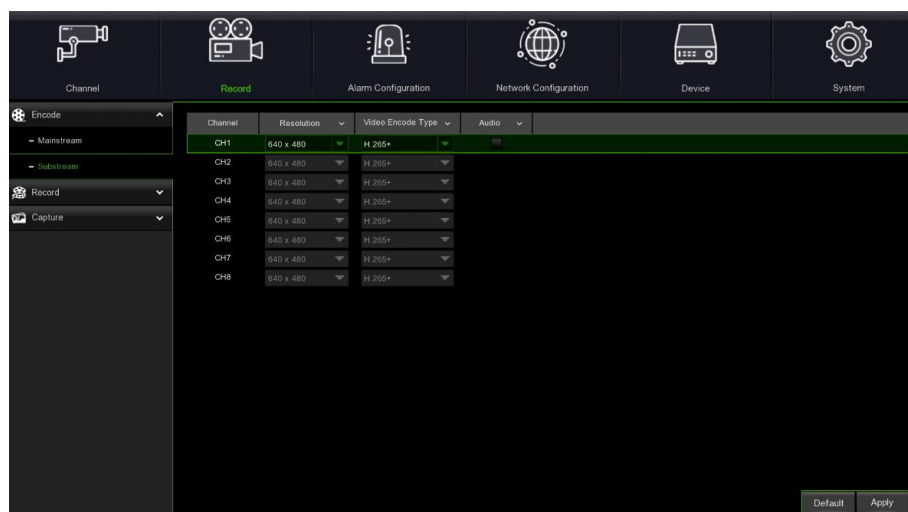 Channel Record Alarm Configuration Network Configuration Device System
Encode
– Mainstream
– Substream
Record
Capture
Channel Resolution Video Encode Type Audio
CH1 640 x 480 H.265+
CH2 640 x 480 H.265+
CH3 640 x 480 H.265+
CH4 640 x 480 H.265+
CH5 640 x 480 H.265+
CH6 640 x 480 H.265+
CH7 640 x 480 H.265+
CH8 640 x 480 H.265+
Default Apply